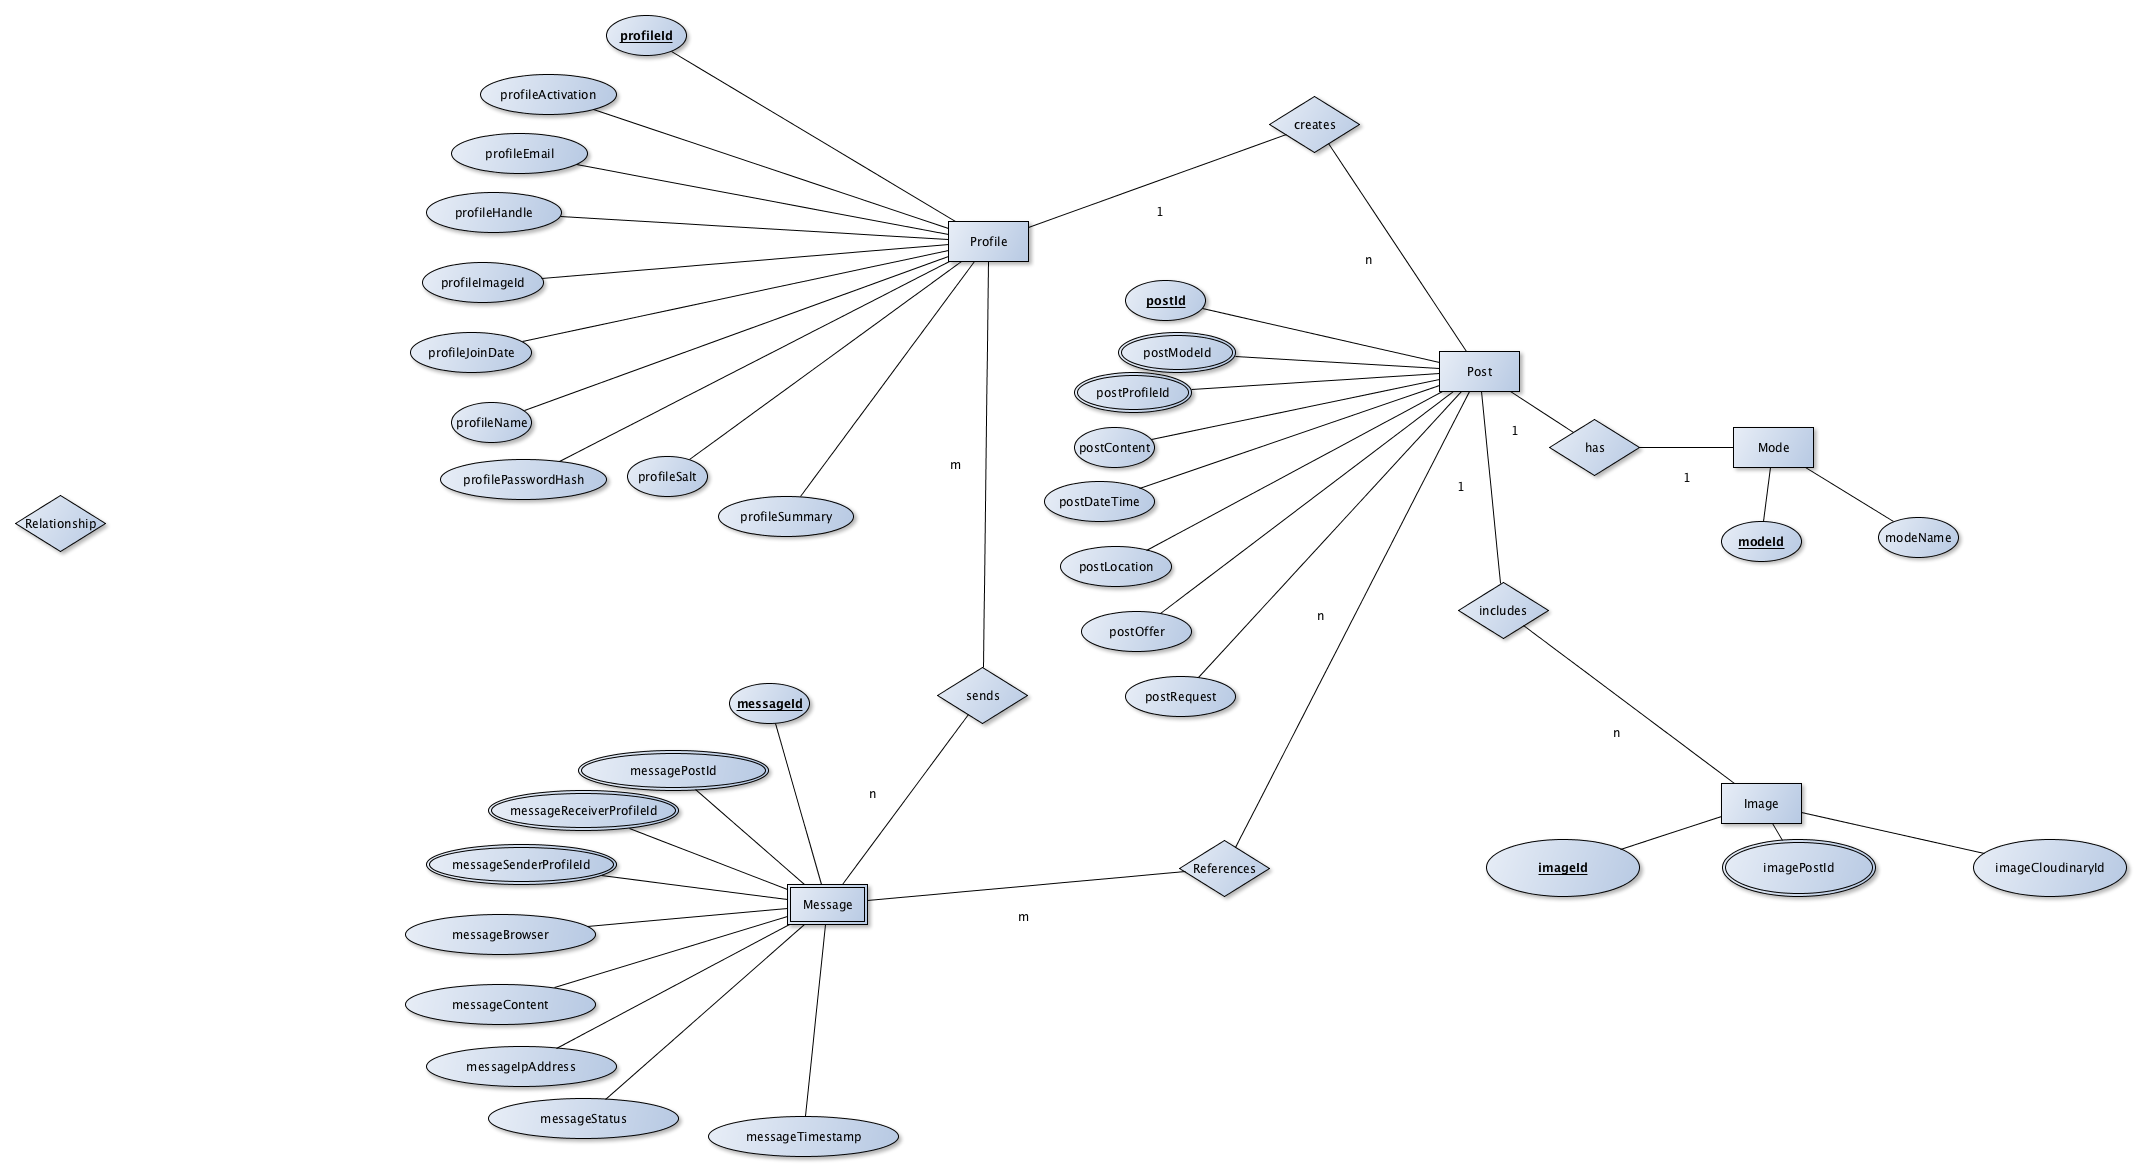 profileId
profileActivation
profileEmail
profileHandle
profileImageId
profileJoinDate
profileName
profilePasswordHash
profileSalt
profileSummary
Profile
creates
1
n
postId
postModeId
postProfileId
postContent
postDateTime
postLocation
postOffer
postRequest
Post
1
has
1
Mode
modeId
modeName
1
includes
n
Image
imageId
imagePostId
imageCloudinaryId
Relationship
m
sends
n
n
References
m
messageId
messagePostId
messageReceiverProfileId
messageSenderProfileId
Message
messageBrowser
messageContent
messageIpAddress
messageStatus
messageTimestamp